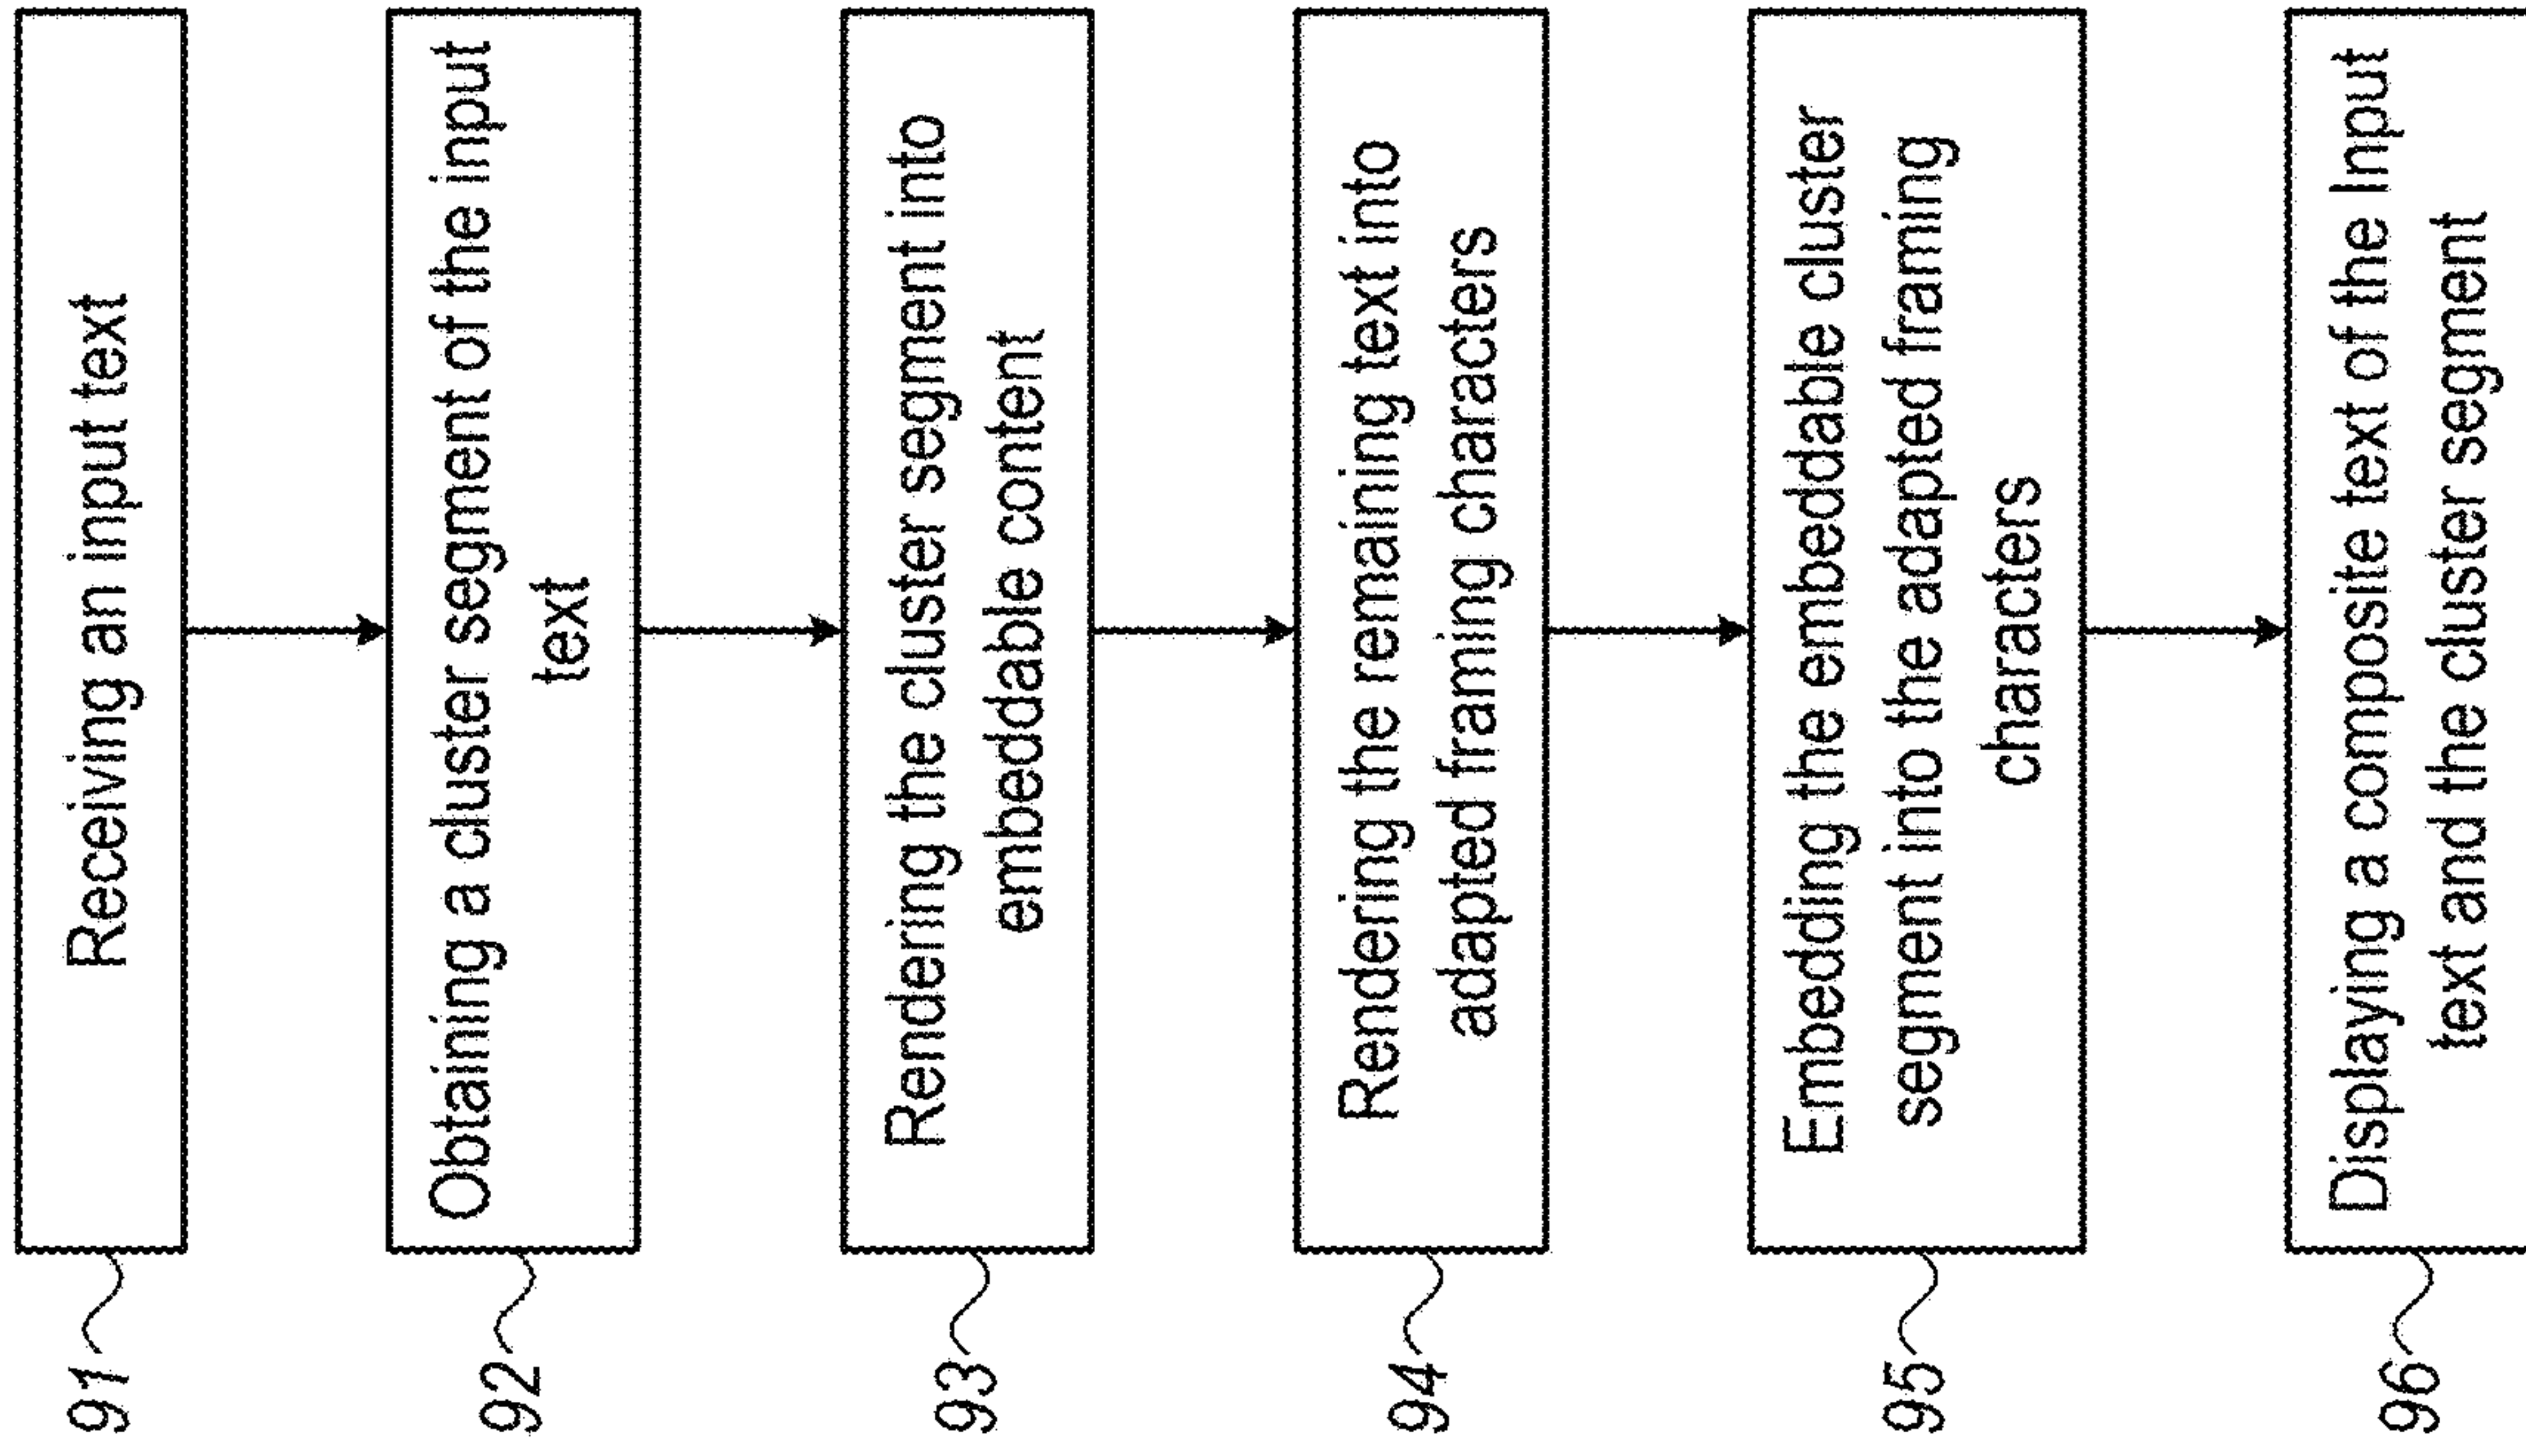 91
Receiving an input text
92
Obtaining a cluster segment of the input
text
93
Rendering the cluster segment into
embeddable content
94
Rendering the remaining text into
adapted framing characters
95
Embedding the embeddable cluster
segment into the adapted framing
characters
96
Displaying a composite text of the Input
text and the cluster segment